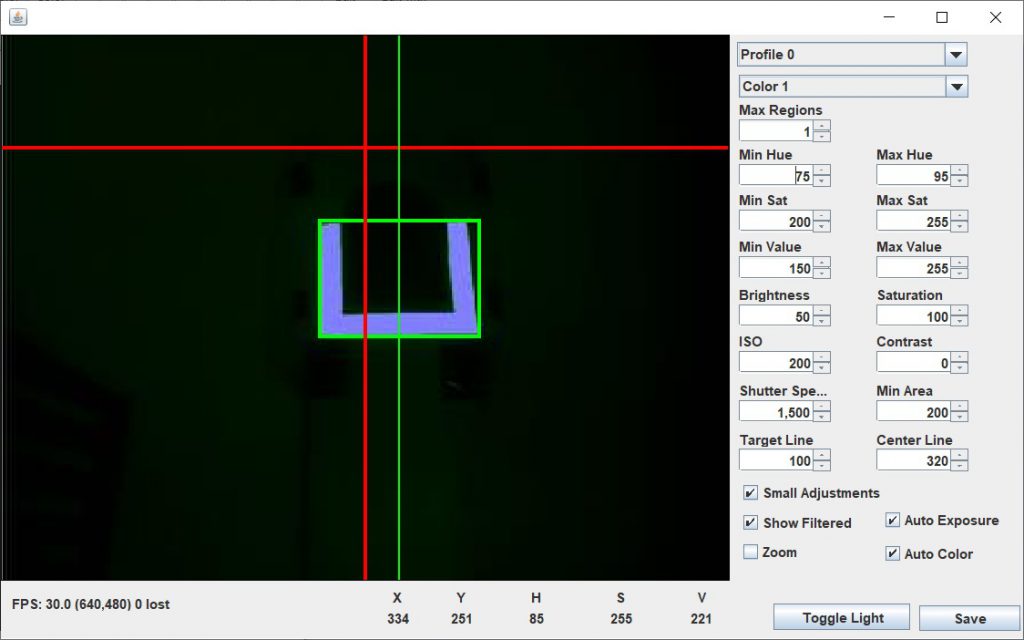 Profile 0
Color 1
Max Regions
1
Min Hue Max Hue
75 95
Min Sat Max Sat
200 255
Min Value Max Value
150 255
Brightness Saturation
50 100
ISO Contrast
200 0
Shutter Spe... Min Area
1,500 200
Target Line Center Line
100 320
Small Adjustments
Show Filtered Auto Exposure
Zoom Auto Color
X Y H S V
FPS: 30.0 (640,480) 0 lost
334 251 85 255 221
Toggle Light Save